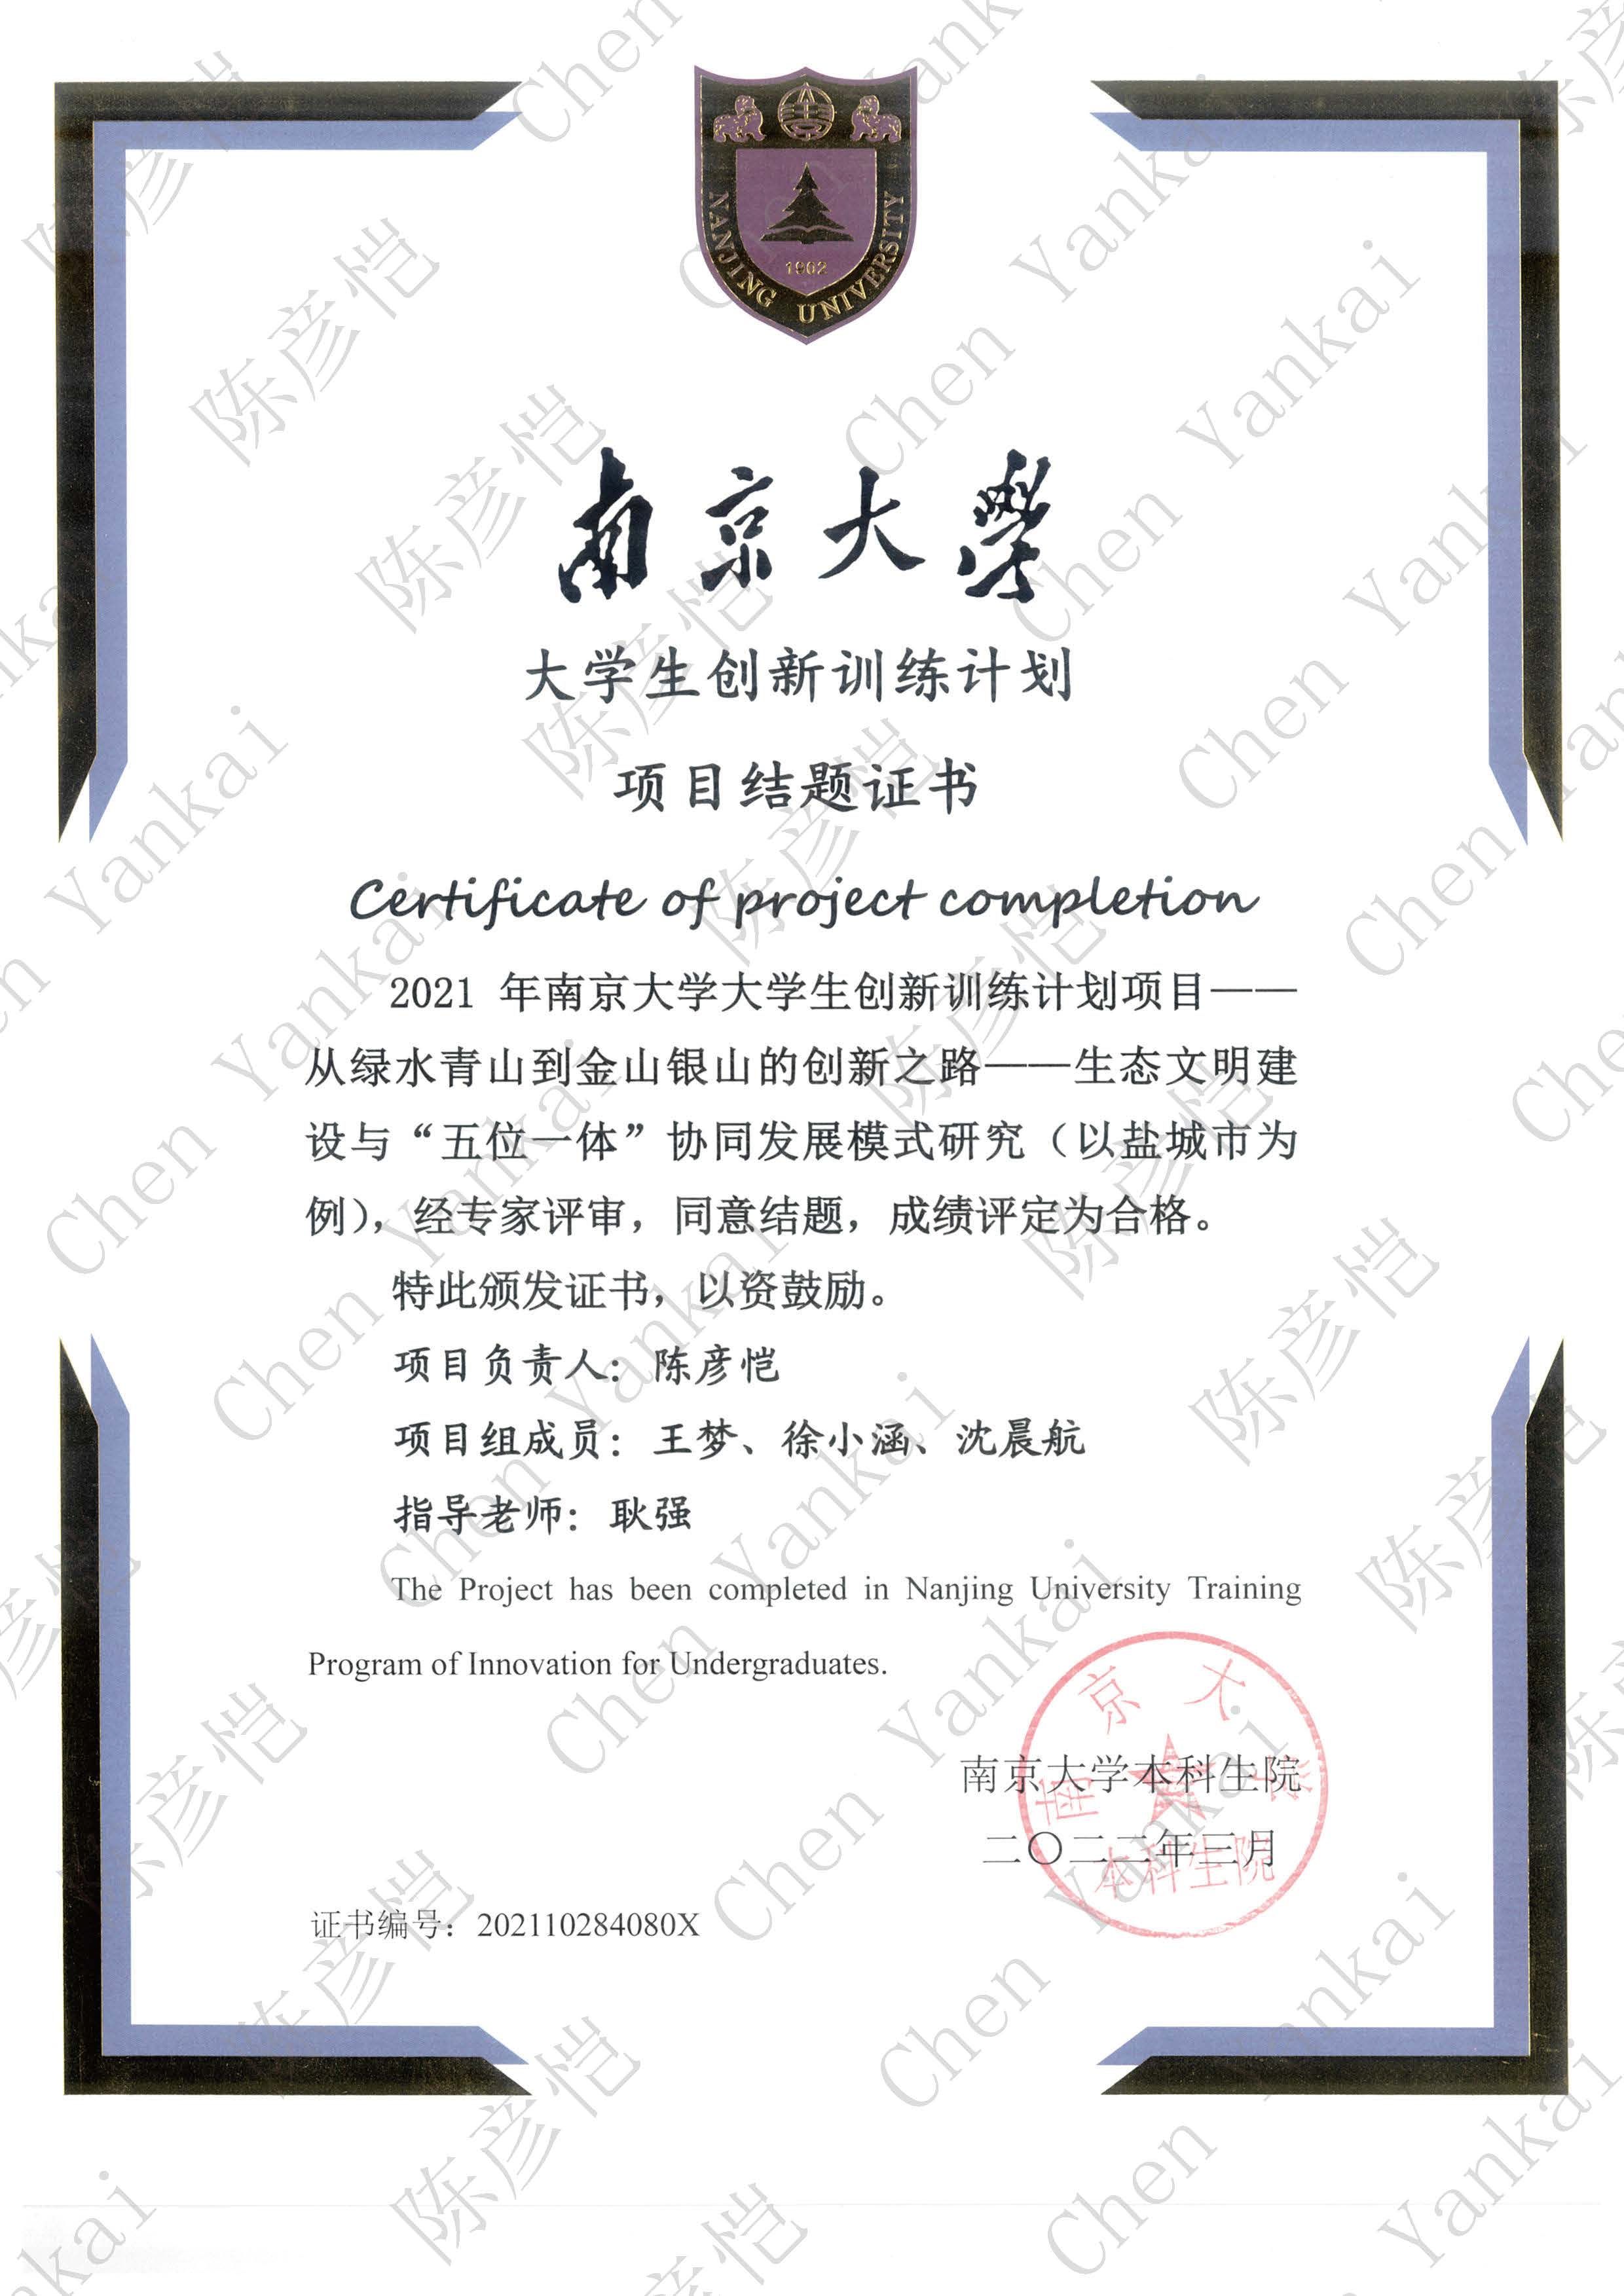 NANJING UNIVERSITY
1902
南京大學
大学生创新训练计划
项目结题证书
Certificate of project completion
2021 年南京大学大学生创新训练计划项目——
从绿水青山到金山银山的创新之路——生态文明建
设与“五位一体”协同发展模式研究（以盐城市为
例），经专家评审，同意结题，成绩评定为合格。
特此颁发证书，以资鼓励。
项目负责人：陈彦恺
项目组成员：王梦、徐小涵、沈晨航
指导老师：耿强
The Project has been completed in Nanjing University Training
Program of Innovation for Undergraduates.
南京大学
南京大学本科生院
二〇二二年三月
本科生院
证书编号：202110284080X
陈彦恺 Chen Yankai